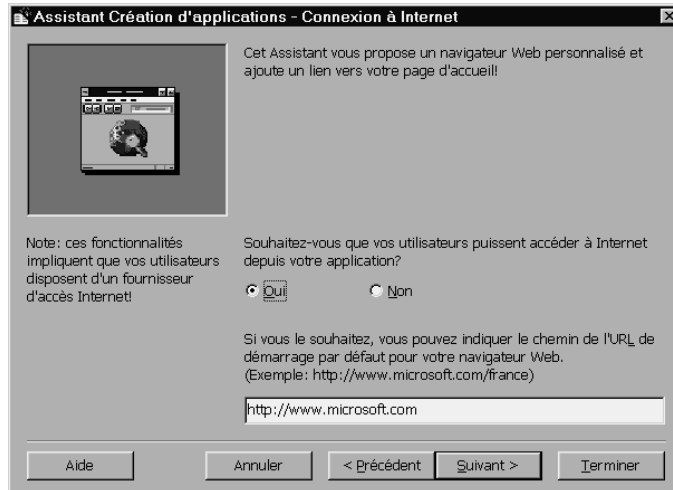 Assistant Création d'applications - Connexion à Internet
Cet Assistant vous propose un navigateur Web personnalisé et
ajoute un lien vers votre page d'accueil!
Note: ces fonctionnalités
impliquent que vos utilisateurs
disposent d'un fournisseur
d'accès Internet!
Souhaitez-vous que vos utilisateurs puissent accéder à Internet
depuis votre application?
Oui Non
Si vous le souhaitez, vous pouvez indiquer le chemin de l'URL de
démarrage par défaut pour votre navigateur Web.
(Exemple: http://www.microsoft.com/france)
http://www.microsoft.com
Aide Annuler < Précédent Suivant > Terminer